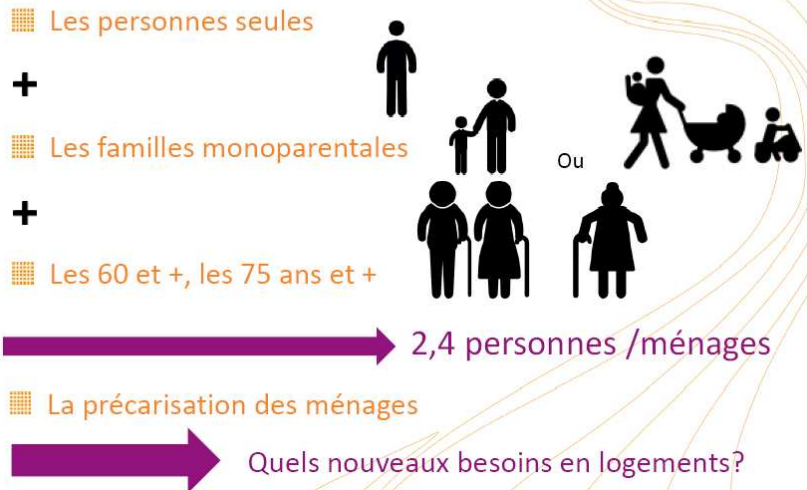 Les personnes seules
+
Les familles monoparentales
Ou
+
Les 60 et +, les 75 ans et +
2,4 personnes /ménages
La précarisation des ménages
Quels nouveaux besoins en logements?